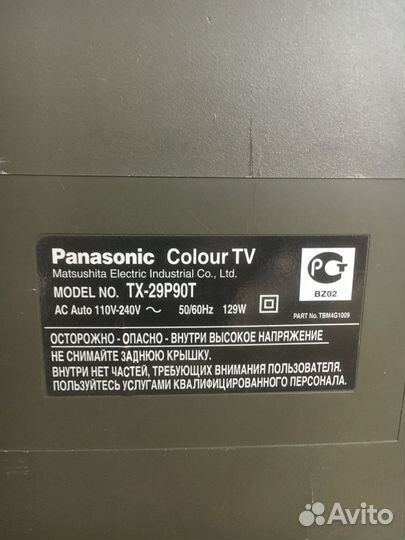 Panasonic Colour TV
Matsushita Electric Industrial Co., Ltd.
MODEL NO. TX-29P90T
AC Auto 110V-240V ~ 50/60Hz 129W
PART No. TBM4G1009
РСТ
BZ02
ОСТОРОЖНО - ОПАСНО - ВНУТРИ ВЫСОКОЕ НАПРЯЖЕНИЕ
НЕ СНИМАЙТЕ ЗАДНЮЮ КРЫШКУ.
ВНУТРИ НЕТ ЧАСТЕЙ, ТРЕБУЮЩИХ ВНИМАНИЯ ПОЛЬЗОВАТЕЛЯ.
ПОЛЬЗУЙТЕСЬ УСЛУГАМИ КВАЛИФИЦИРОВАННОГО ПЕРСОНАЛА.
Avito